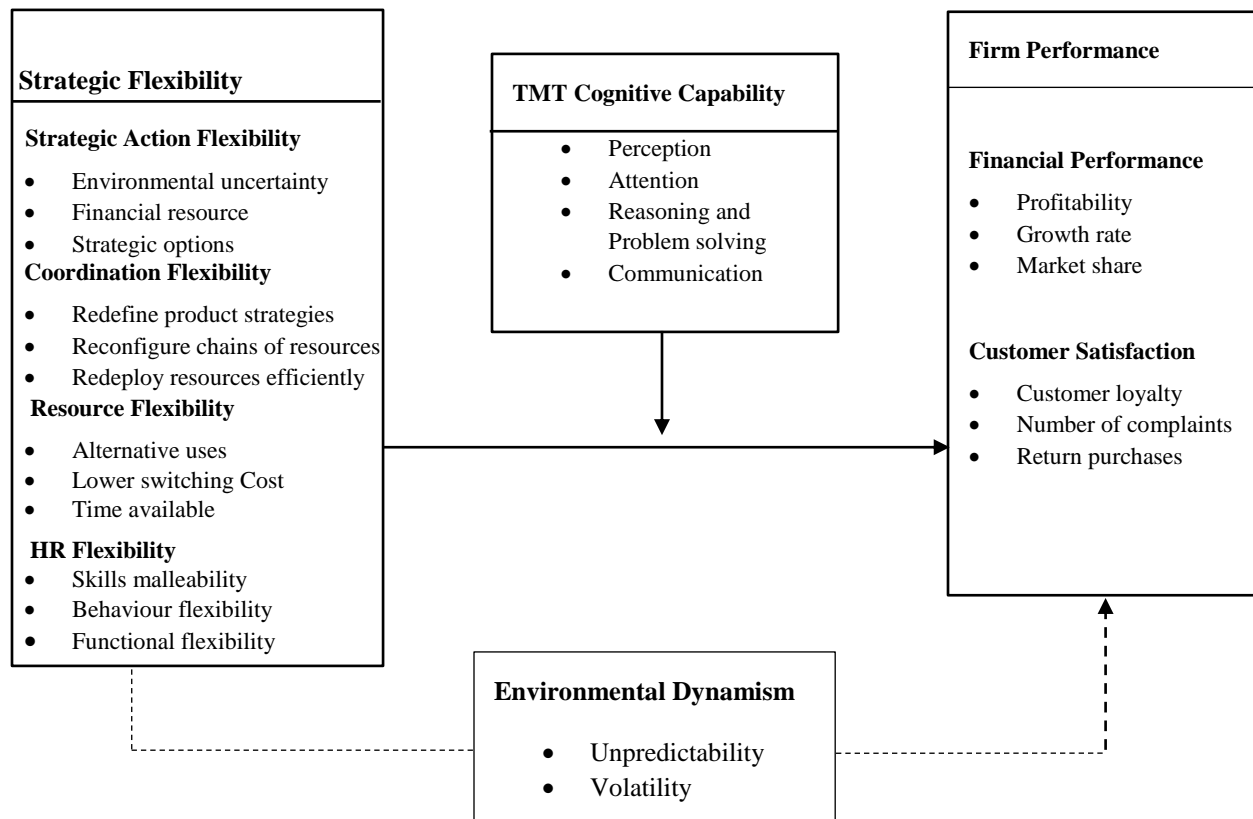 Strategic Flexibility
Strategic Action Flexibility
• Environmental uncertainty
• Financial resource
• Strategic options
Coordination Flexibility
• Redefine product strategies
• Reconfigure chains of resources
• Redeploy resources efficiently
Resource Flexibility
• Alternative uses
• Lower switching Cost
• Time available
HR Flexibility
• Skills malleability
• Behaviour flexibility
• Functional flexibility
TMT Cognitive Capability
• Perception
• Attention
• Reasoning and
Problem solving
• Communication
Firm Performance
Financial Performance
• Profitability
• Growth rate
• Market share
Customer Satisfaction
• Customer loyalty
• Number of complaints
• Return purchases
Environmental Dynamism
• Unpredictability
• Volatility